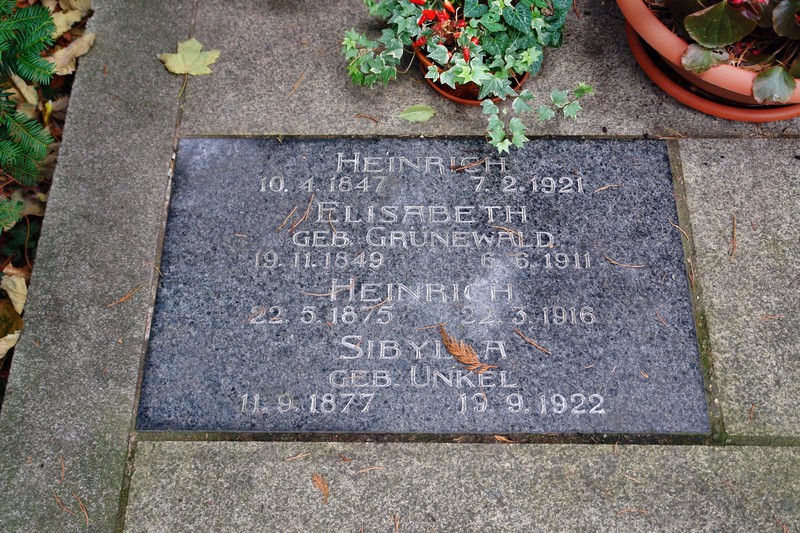 HEINRICH
10. 4. 1847 7. 2. 1921
ELISABETH
GEB. GRÜNEWALD
19. 11. 1849 6. 6. 1911
HEINRICH
22. 5. 1875 22. 3. 1916
SIBYLLA
GEB. UNKEL
11. 9. 1877 19. 9. 1922